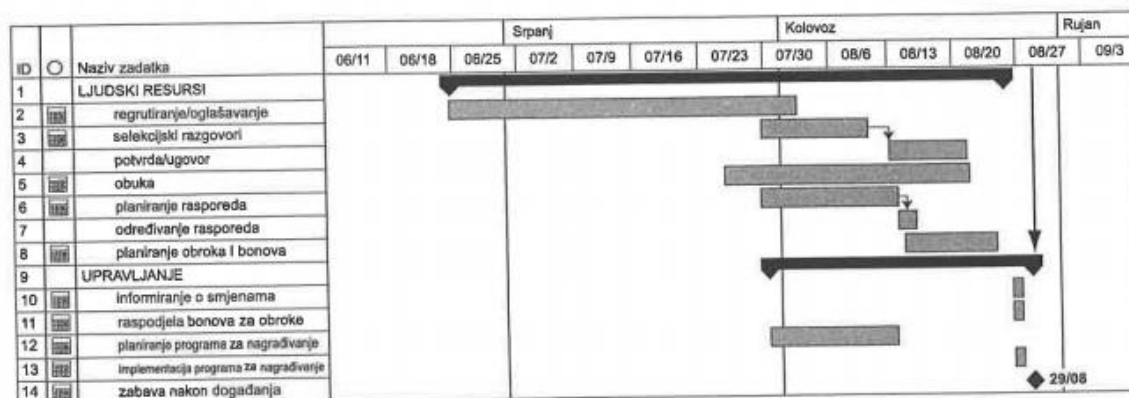 Srpanj Kolovoz Rujan
ID Naziv zadatka 06/11 06/18 06/25 07/2 07/9 07/16 07/23 07/30 08/6 08/13 08/20 08/27 09/3
1 LJUDSKI RESURSI
2 regrutiranje/oglašavanje
3 selekcijski razgovori
4 potvrda/ugovor
5 obuka
6 planiranje rasporeda
7 određivanje rasporeda
8 planiranje obroka I bonova
9 UPRAVLJANJE
10 informiranje o smjenama
11 raspodjela bonova za obroke
12 planiranje programa za nagrađivanje
13 implementacija programa za nagrađivanje
14 zabava nakon događanja 29/08